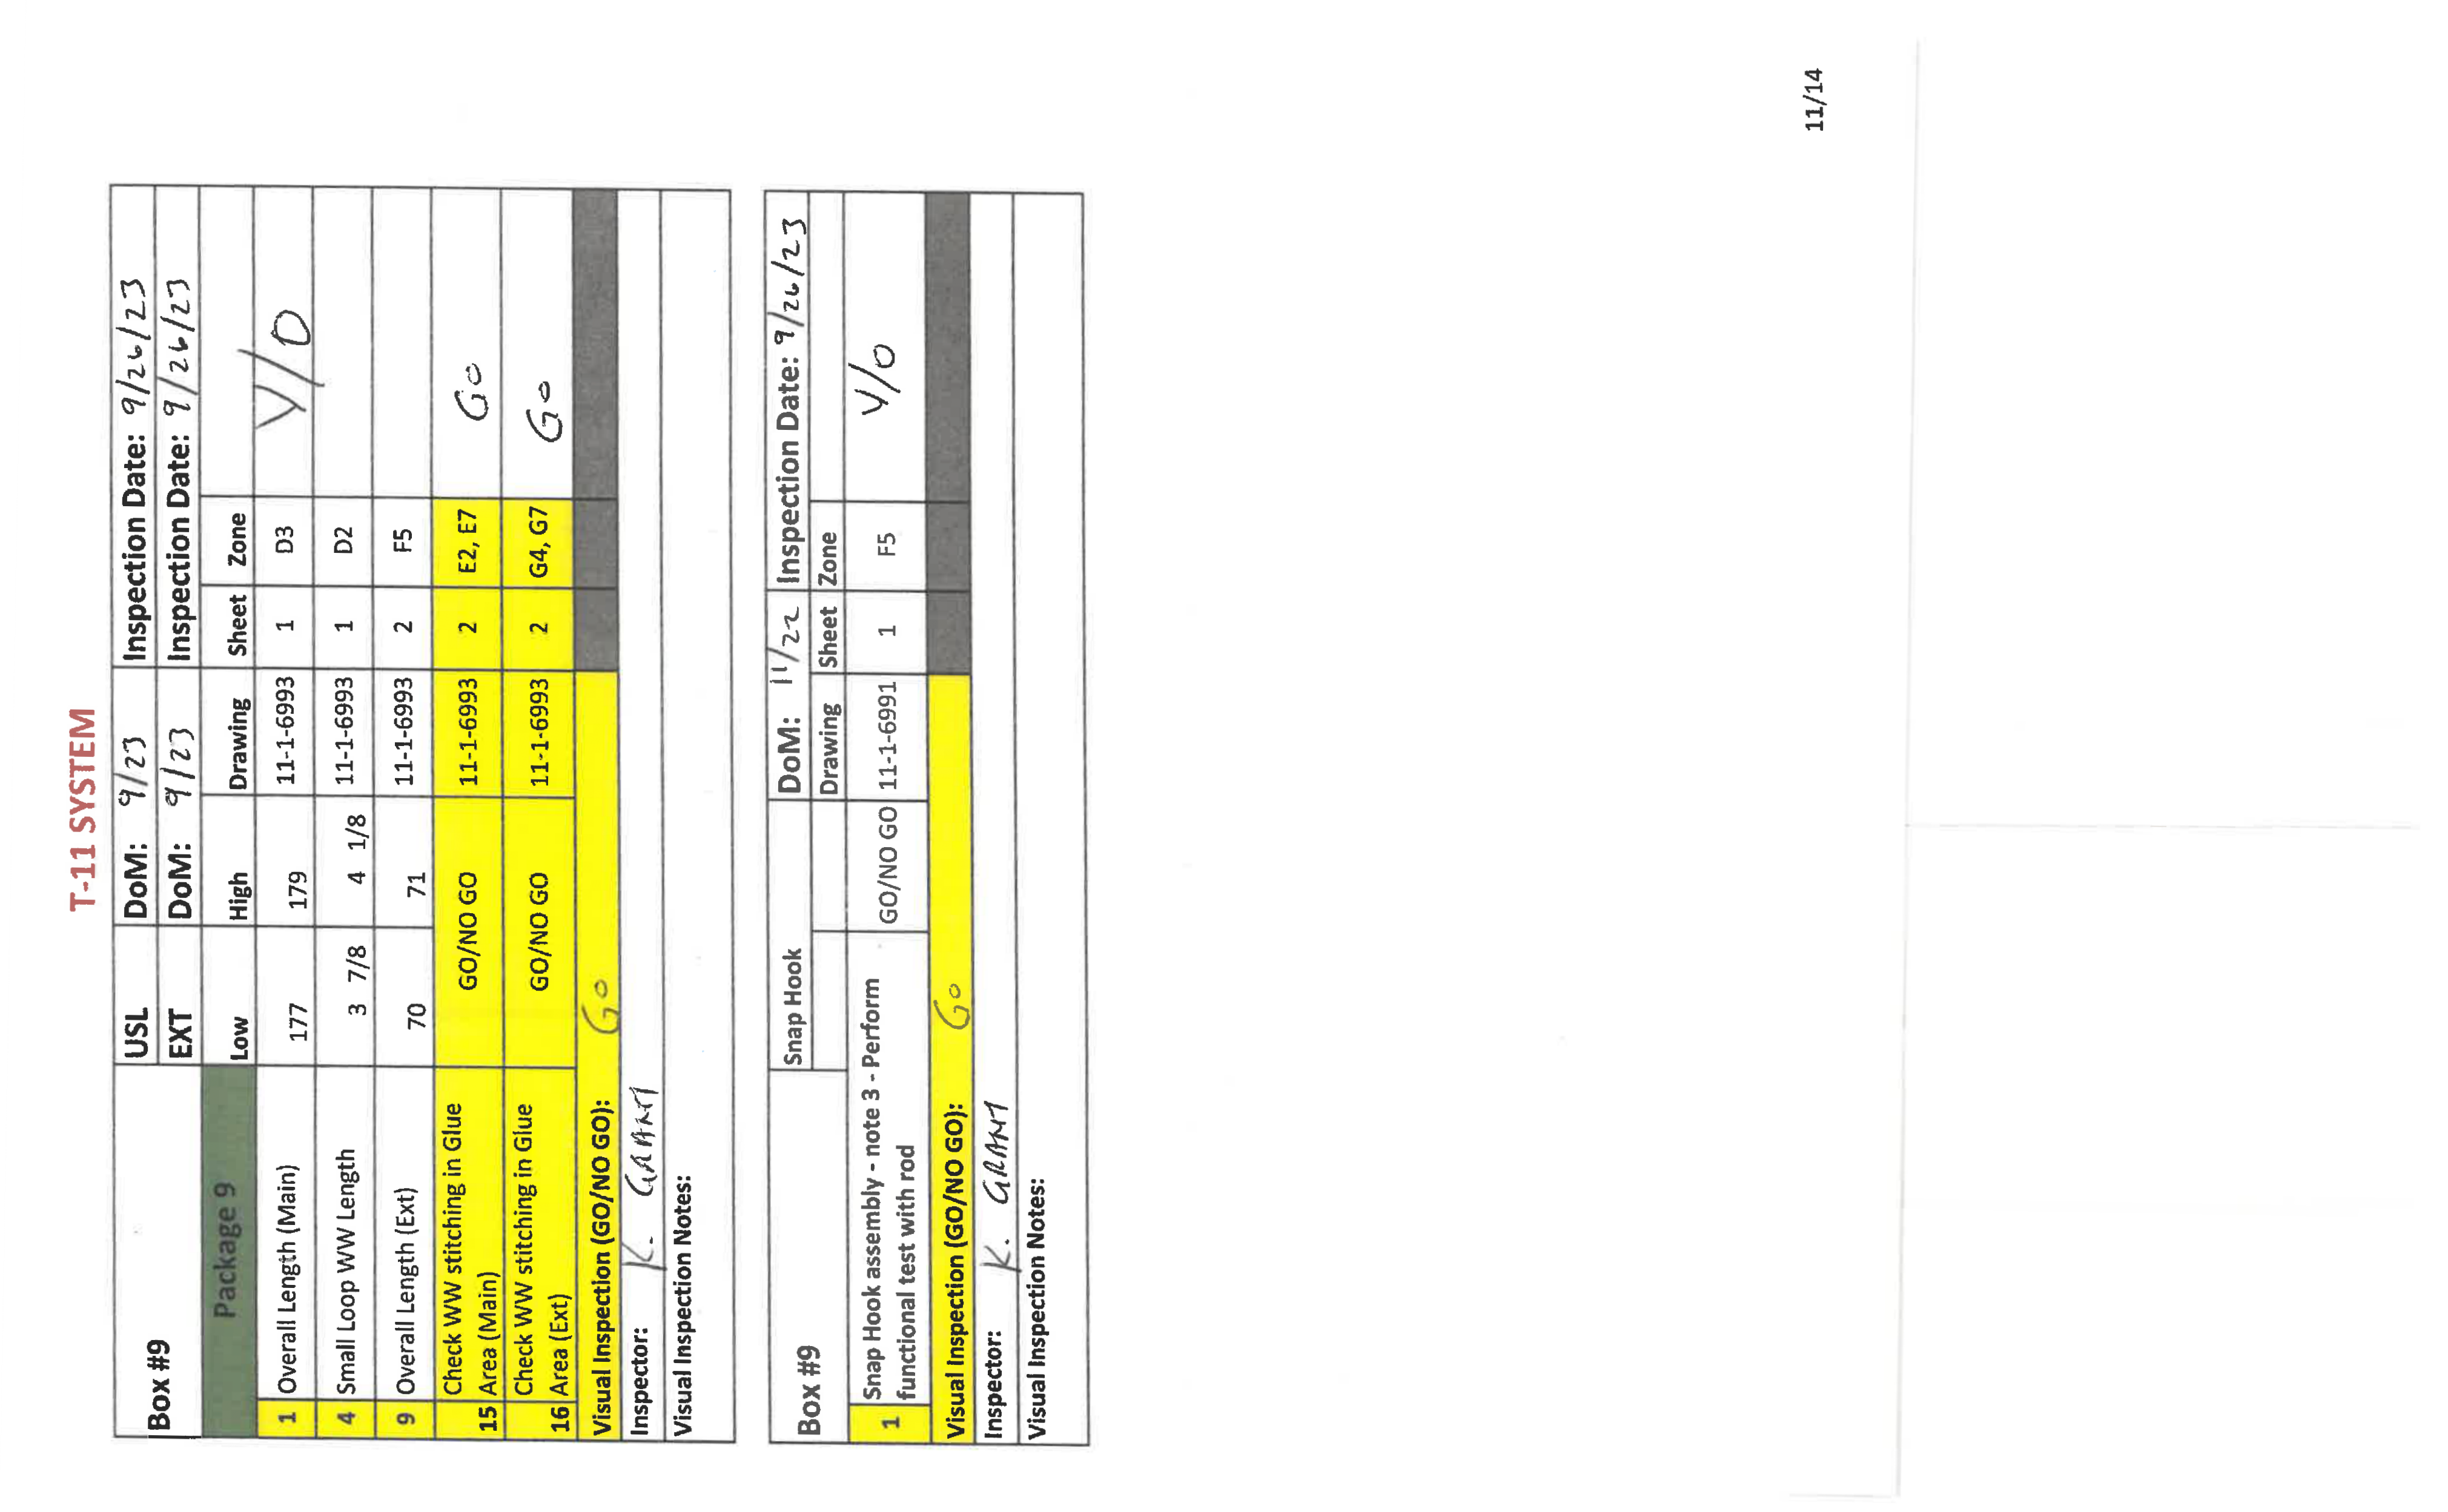 T-11 SYSTEM
Box #9 USL DoM: 9/23 Inspection Date: 9/26/23
EXT DoM: 9/23 Inspection Date: 9/26/23
Package 9 Low High Drawing Sheet Zone
1 Overall Length (Main) 177 179 11-1-6993 1 D3 V/O
4 Small Loop WW Length 3 7/8 4 1/8 11-1-6993 1 D2
9 Overall Length (Ext) 70 71 11-1-6993 2 F5
Check WW stitching in Glue
15 Area (Main) GO/NO GO 11-1-6993 2 E2, E7 Go
Check WW stitching in Glue
16 Area (Ext) GO/NO GO 11-1-6993 2 G4, G7 Go
Visual Inspection (GO/NO GO): Go
Inspector: K. GRANT
Visual Inspection Notes:
Box #9 Snap Hook DoM: 11/22 Inspection Date: 9/26/23
Drawing Sheet Zone
1 Snap Hook assembly - note 3 - Perform
functional test with rod GO/NO GO 11-1-6991 1 F5 V/O
Visual Inspection (GO/NO GO): Go
Inspector: K. GRANT
Visual Inspection Notes:
11/14